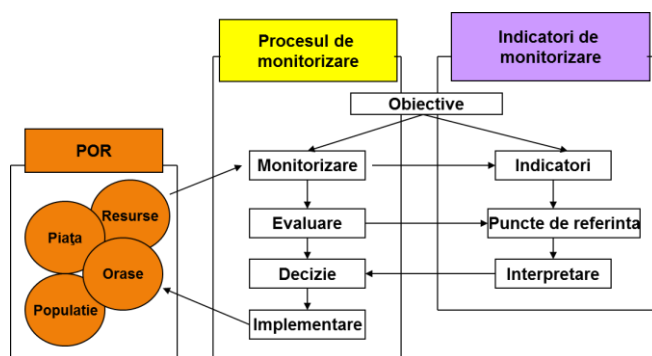 Procesul de
monitorizare
Indicatori de
monitorizare
Obiective
POR
Monitorizare
Indicatori
Resurse
Piaţa
Evaluare
Puncte de referinta
Orase
Decizie
Interpretare
Populatie
Implementare